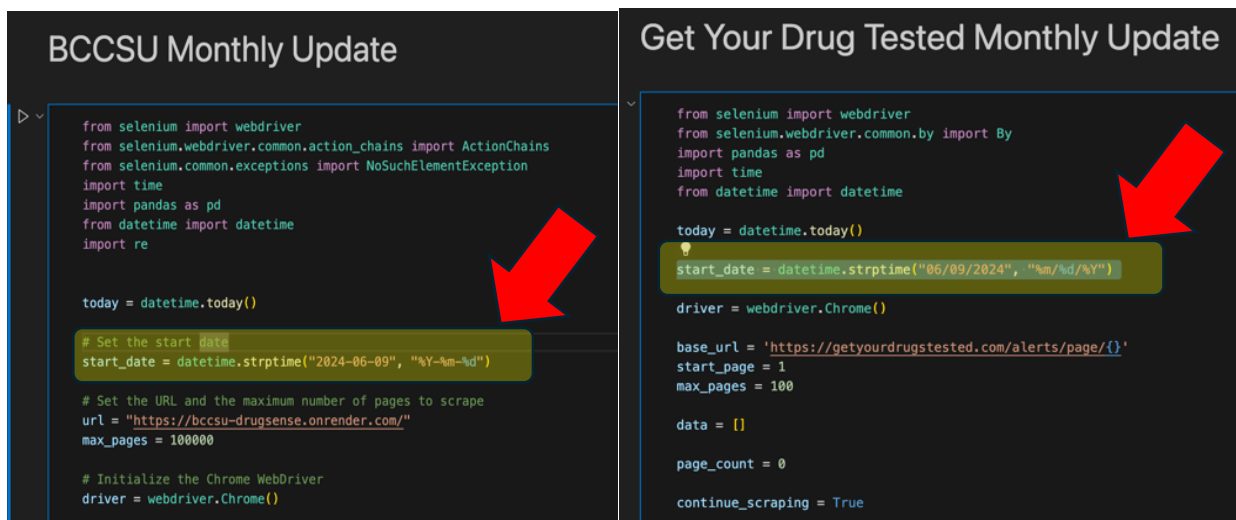 BCCSU Monthly Update
from selenium import webdriver
from selenium.webdriver.common.action_chains import ActionChains
from selenium.common.exceptions import NoSuchElementException
import time
import pandas as pd
from datetime import datetime
import re
today = datetime.today()
# Set the start date
start_date = datetime.strptime("2024-06-09", "%Y-%m-%d")
# Set the URL and the maximum number of pages to scrape
url = "https://bccsu-drugsense.onrender.com/"
max_pages = 100000
# Initialize the Chrome WebDriver
driver = webdriver.Chrome()
Get Your Drug Tested Monthly Update
from selenium import webdriver
from selenium.webdriver.common.by import By
import pandas as pd
import time
from datetime import datetime
today = datetime.today()
start_date = datetime.strptime("06/09/2024", "%m/%d/%Y")
driver = webdriver.Chrome()
base_url = 'https://getyourdrugstested.com/alerts/page/{}'
start_page = 1
max_pages = 100
data = []
page_count = 0
continue_scraping = True